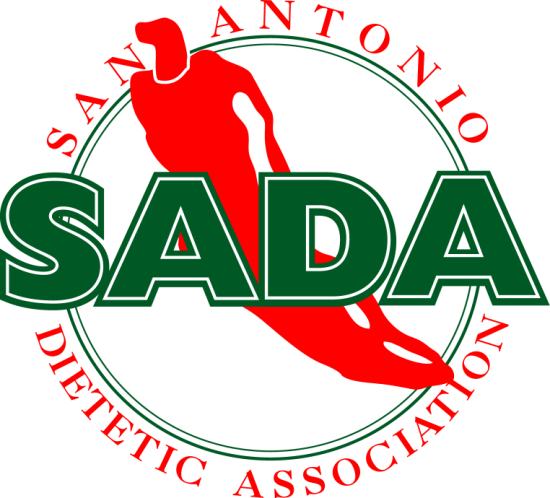 SAN ANTONIO
SADA
DIETETIC ASSOCIATION